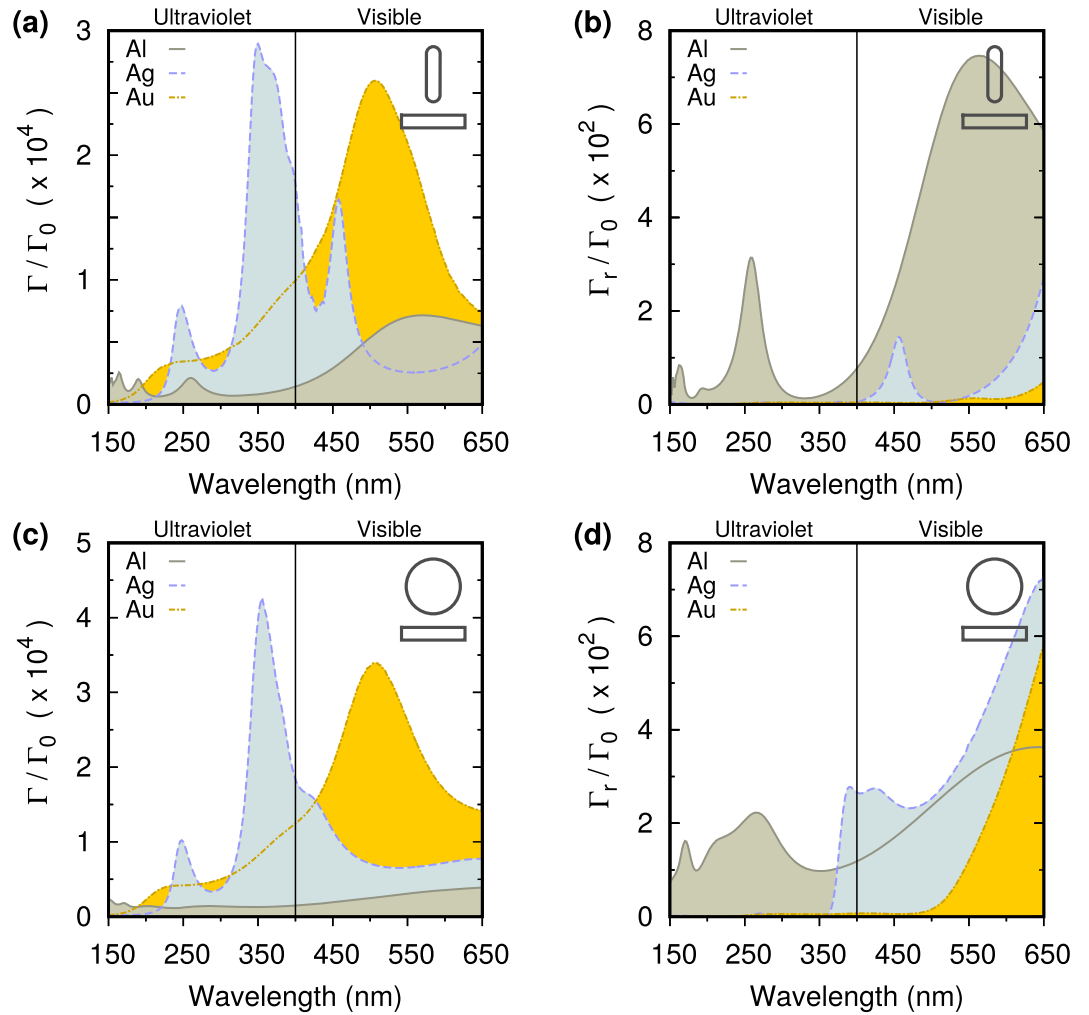 (a)
Ultraviolet Visible
Al
Ag
Au
3
2
1
0
Γ / Γ0 ( x 10^4 )
150 250 350 450 550 650
Wavelength (nm)
(b)
Ultraviolet Visible
Al
Ag
Au
8
6
4
2
0
Γr / Γ0 ( x 10^2 )
150 250 350 450 550 650
Wavelength (nm)
(c)
Ultraviolet Visible
Al
Ag
Au
5
4
3
2
1
0
Γ / Γ0 ( x 10^4 )
150 250 350 450 550 650
Wavelength (nm)
(d)
Ultraviolet Visible
Al
Ag
Au
8
6
4
2
0
Γr / Γ0 ( x 10^2 )
150 250 350 450 550 650
Wavelength (nm)